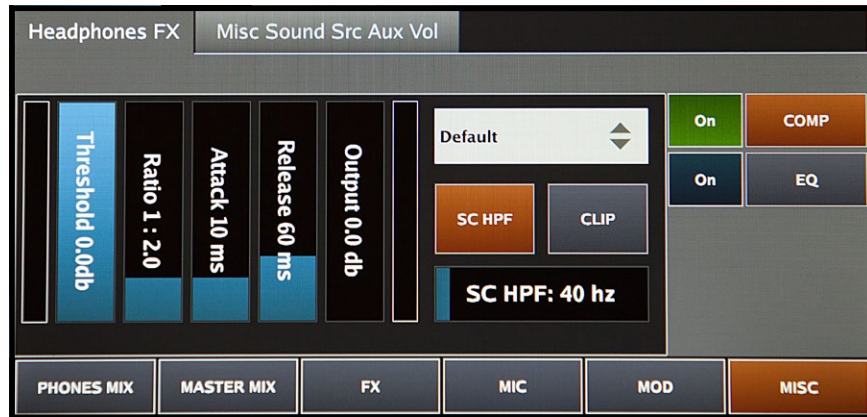 Headphones FX
Misc Sound Src Aux Vol
Threshold 0.0db
Ratio 1 : 2.0
Attack 10 ms
Release 60 ms
Output 0.0 db
Default
SC HPF
CLIP
SC HPF: 40 hz
On
COMP
On
EQ
PHONES MIX
MASTER MIX
FX
MIC
MOD
MISC